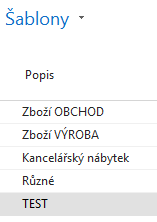 Šablony
Popis
Zboží OBCHOD
Zboží VÝROBA
Kancelářský nábytek
Různé
TEST